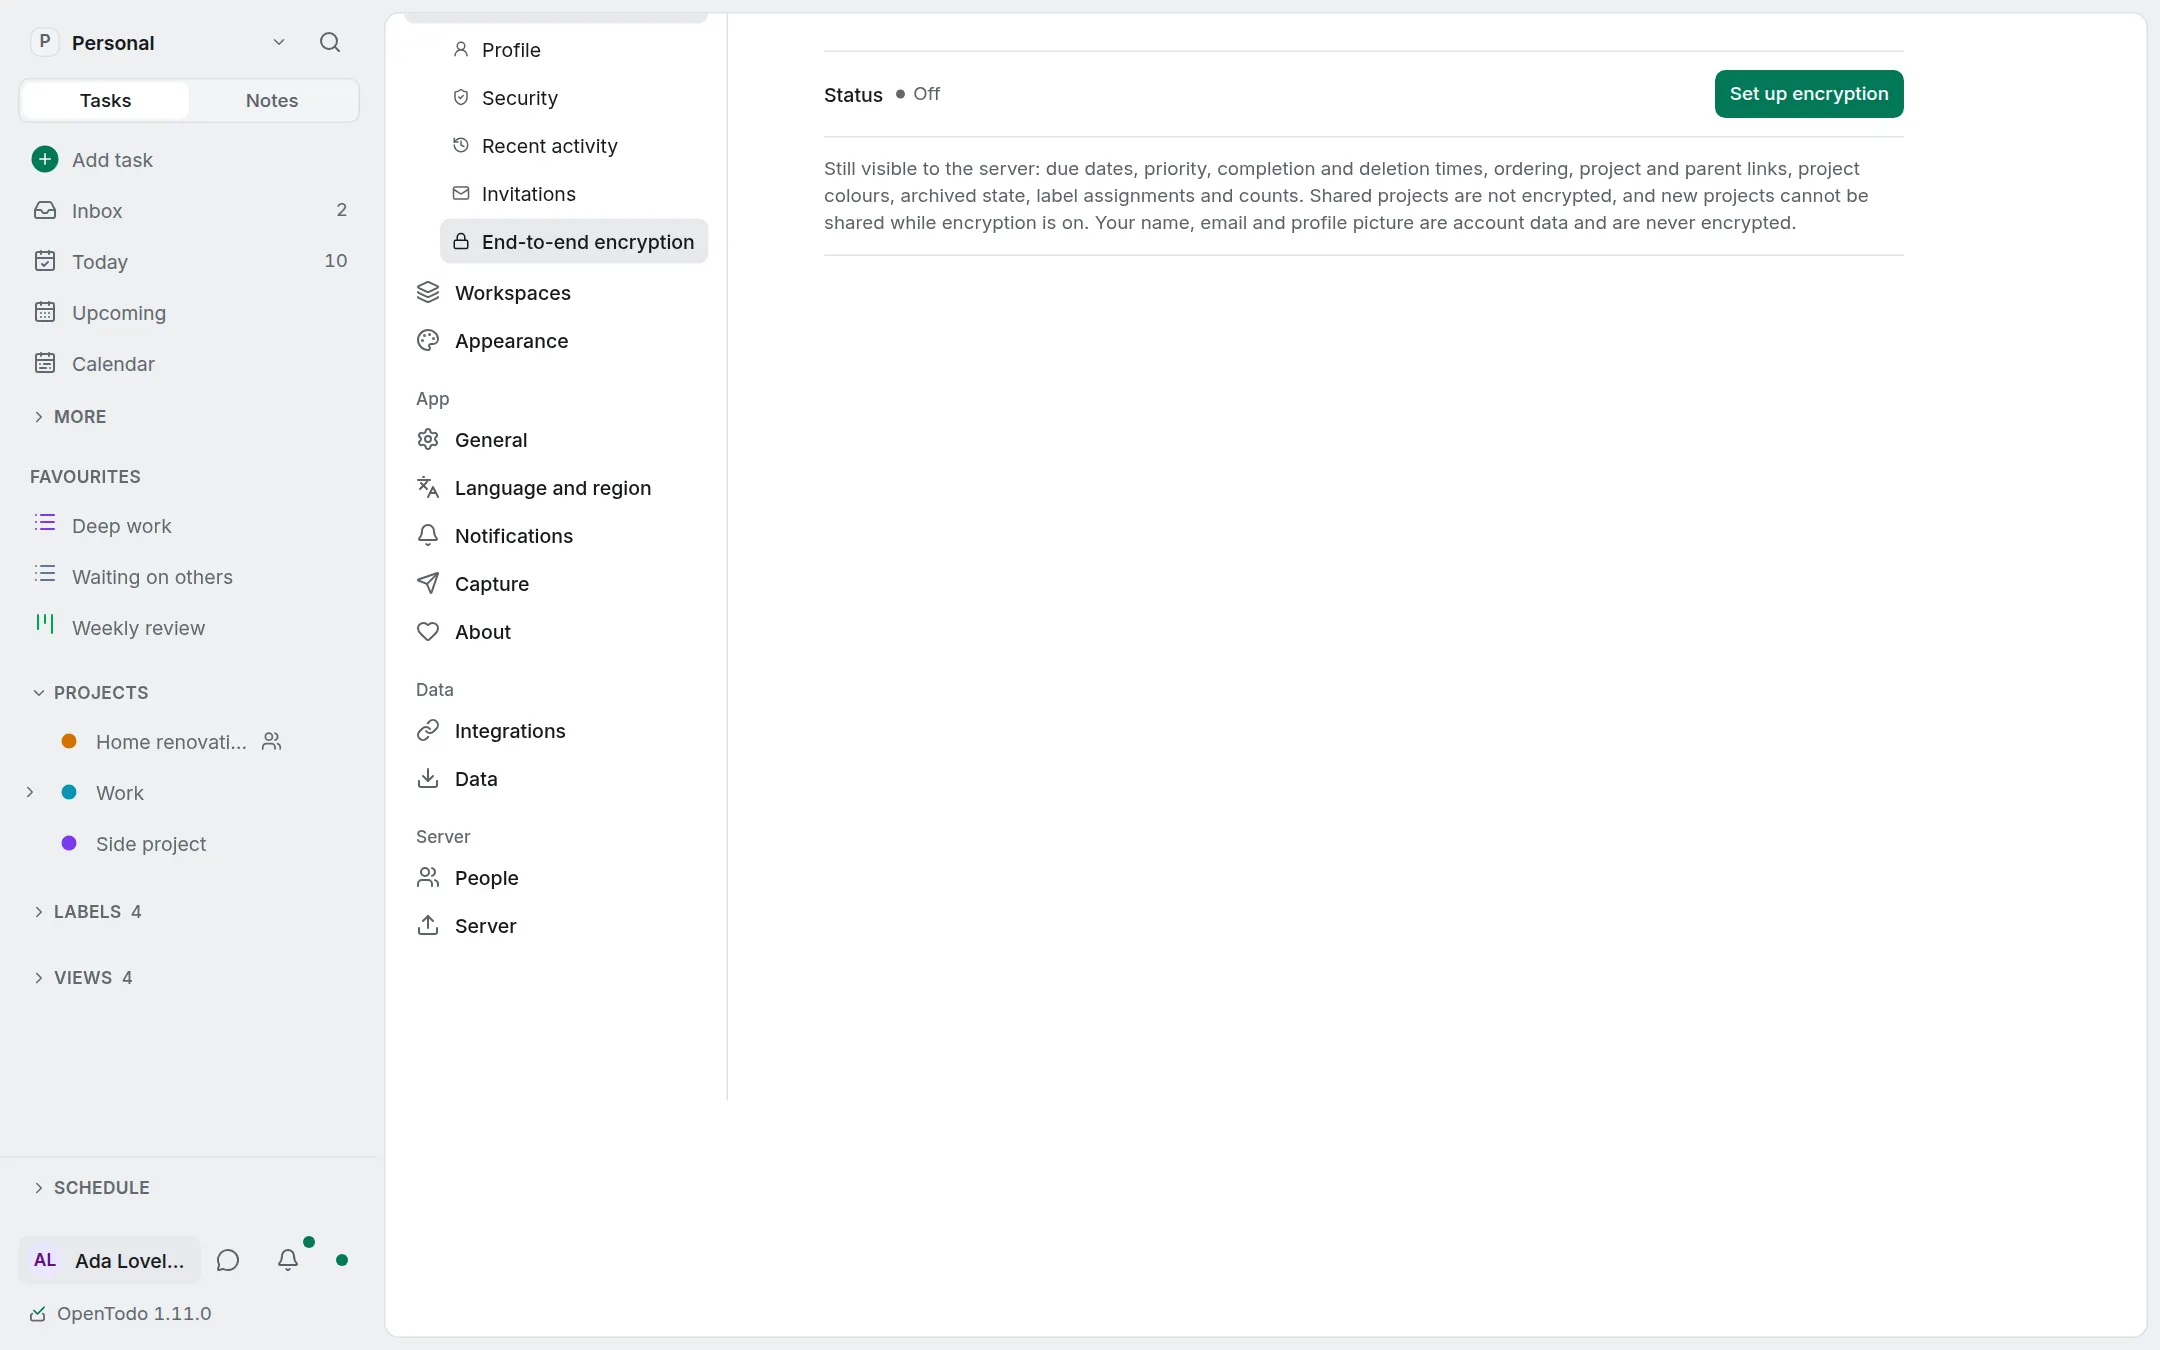 P Personal
Tasks Notes
Add task
Inbox 2
Today 10
Upcoming
Calendar
MORE
FAVOURITES
Deep work
Waiting on others
Weekly review
PROJECTS
Home renovati...
Work
Side project
LABELS 4
VIEWS 4
SCHEDULE
AL Ada Lovel...
OpenTodo 1.11.0
Profile
Security
Recent activity
Invitations
End-to-end encryption
Workspaces
Appearance
App
General
Language and region
Notifications
Capture
About
Data
Integrations
Data
Server
People
Server
Status Off
Set up encryption
Still visible to the server: due dates, priority, completion and deletion times, ordering, project and parent links, project
colours, archived state, label assignments and counts. Shared projects are not encrypted, and new projects cannot be
shared while encryption is on. Your name, email and profile picture are account data and are never encrypted.